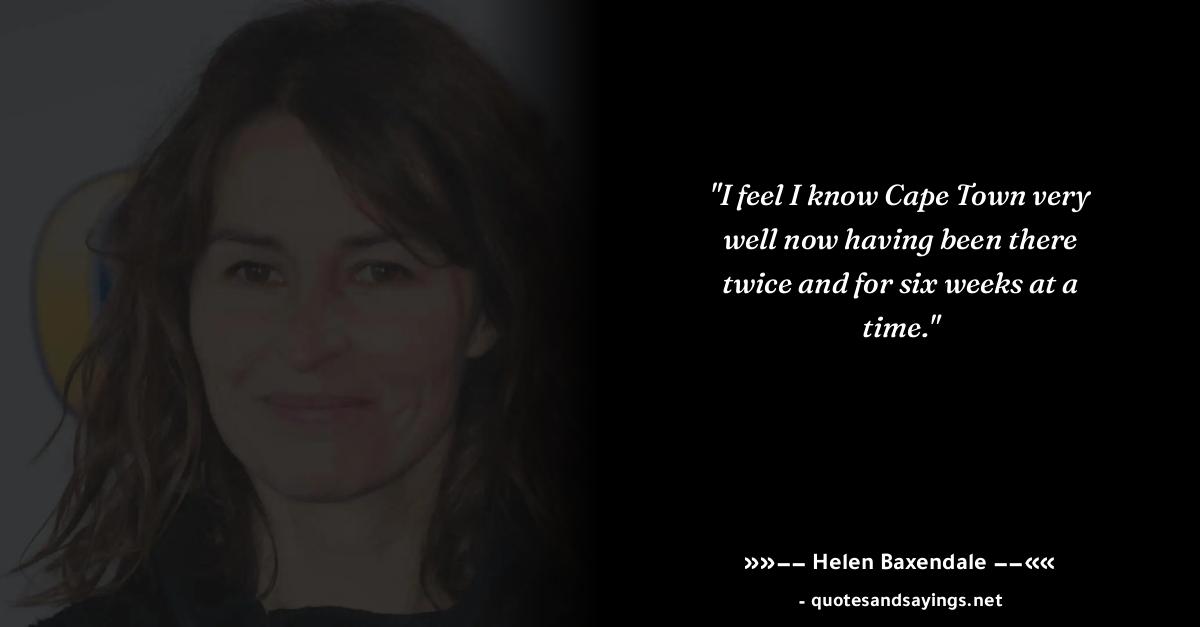 "I feel I know Cape Town very
well now having been there
twice and for six weeks at a
time."
»»-- Helen Baxendale --««
- quotesandsayings.net